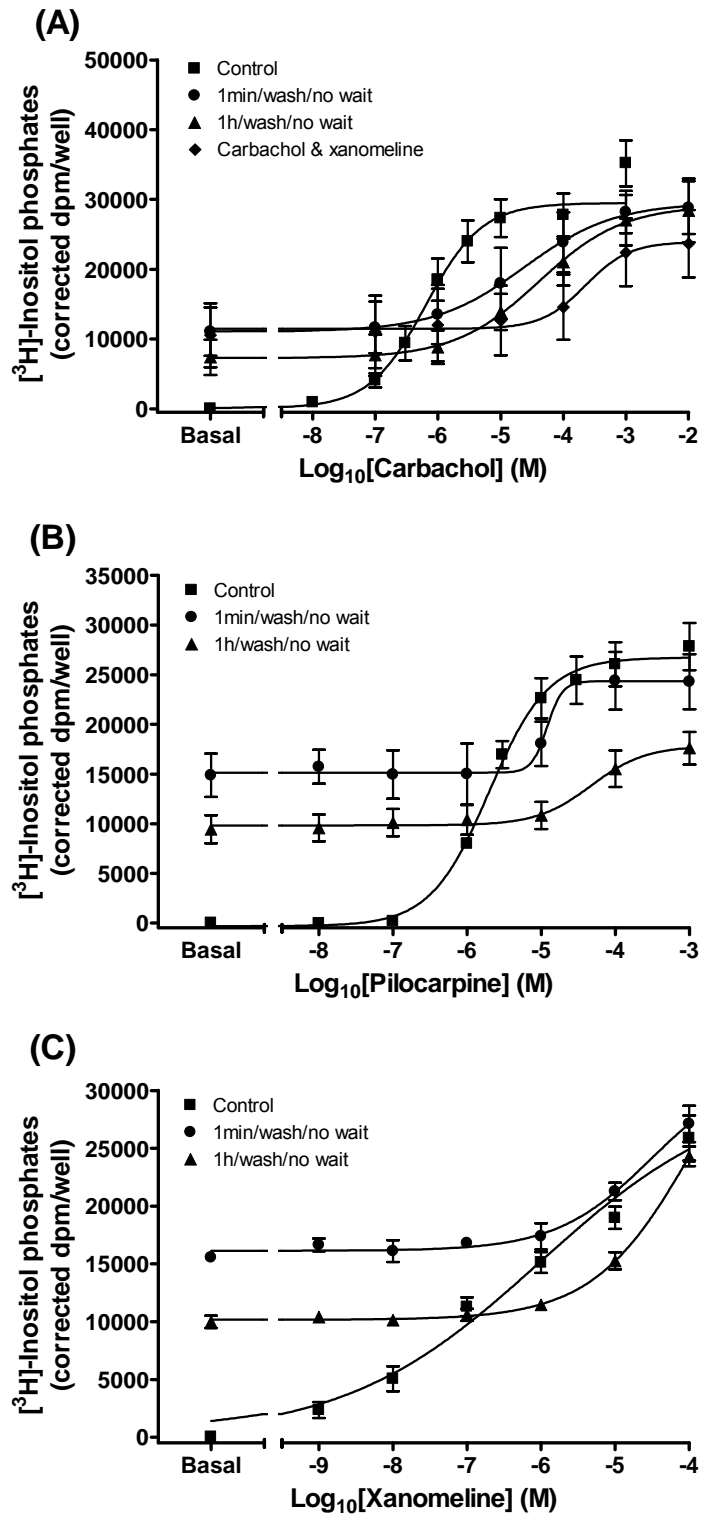 (A)
[³H]-Inositol phosphates
(corrected dpm/well)
50000
40000
30000
20000
10000
0
Control
1min/wash/no wait
1h/wash/no wait
Carbachol & xanomeline
Basal -8 -7 -6 -5 -4 -3 -2
Log₁₀[Carbachol] (M)
(B)
[³H]-Inositol phosphates
(corrected dpm/well)
35000
30000
25000
20000
15000
10000
5000
0
Control
1min/wash/no wait
1h/wash/no wait
Basal -8 -7 -6 -5 -4 -3
Log₁₀[Pilocarpine] (M)
(C)
[³H]-Inositol phosphates
(corrected dpm/well)
30000
25000
20000
15000
10000
5000
0
Control
1min/wash/no wait
1h/wash/no wait
Basal -9 -8 -7 -6 -5 -4
Log₁₀[Xanomeline] (M)